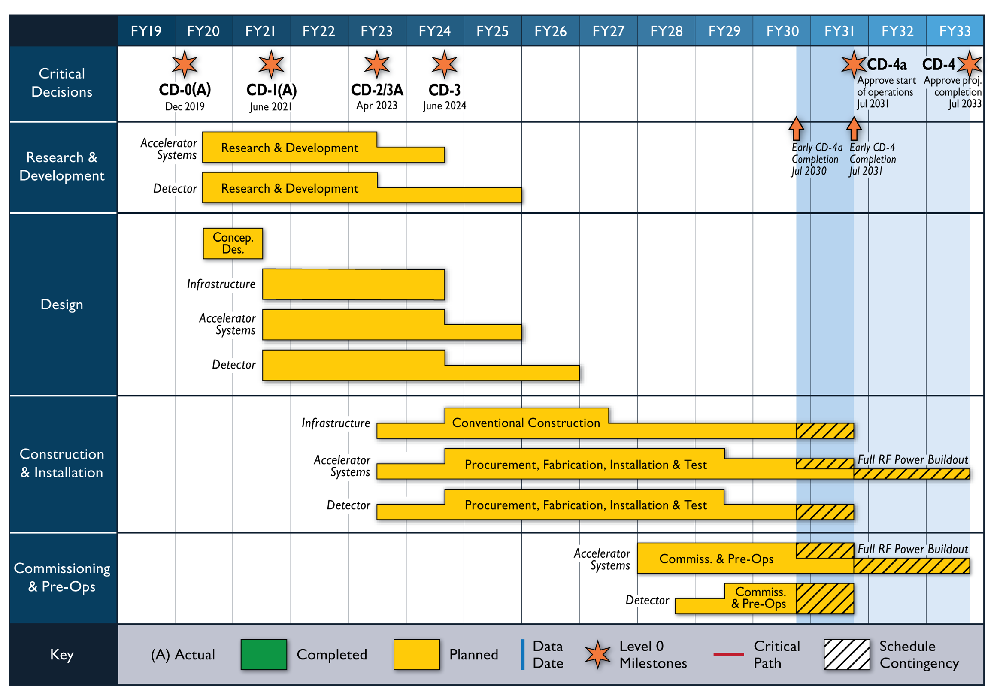 FY19 FY20 FY21 FY22 FY23 FY24 FY25 FY26 FY27 FY28 FY29 FY30 FY31 FY32 FY33
Critical
Decisions
CD-0(A)
Dec 2019
CD-1(A)
June 2021
CD-2/3A
Apr 2023
CD-3
June 2024
CD-4a
Approve start
of operations
Jul 2031
CD-4
Approve proj.
completion
Jul 2033
Research &
Development
Accelerator
Systems
Research & Development
Detector
Research & Development
Early CD-4a
Completion
Jul 2030
Early CD-4
Completion
Jul 2031
Design
Concep.
Des.
Infrastructure
Accelerator
Systems
Detector
Construction
& Installation
Infrastructure
Conventional Construction
Accelerator
Systems
Procurement, Fabrication, Installation & Test
Full RF Power Buildout
Detector
Procurement, Fabrication, Installation & Test
Commissioning
& Pre-Ops
Accelerator
Systems
Commiss. & Pre-Ops
Full RF Power Buildout
Detector
Commiss.
& Pre-Ops
Key
(A) Actual
Completed
Planned
Data
Date
Level 0
Milestones
Critical
Path
Schedule
Contingency